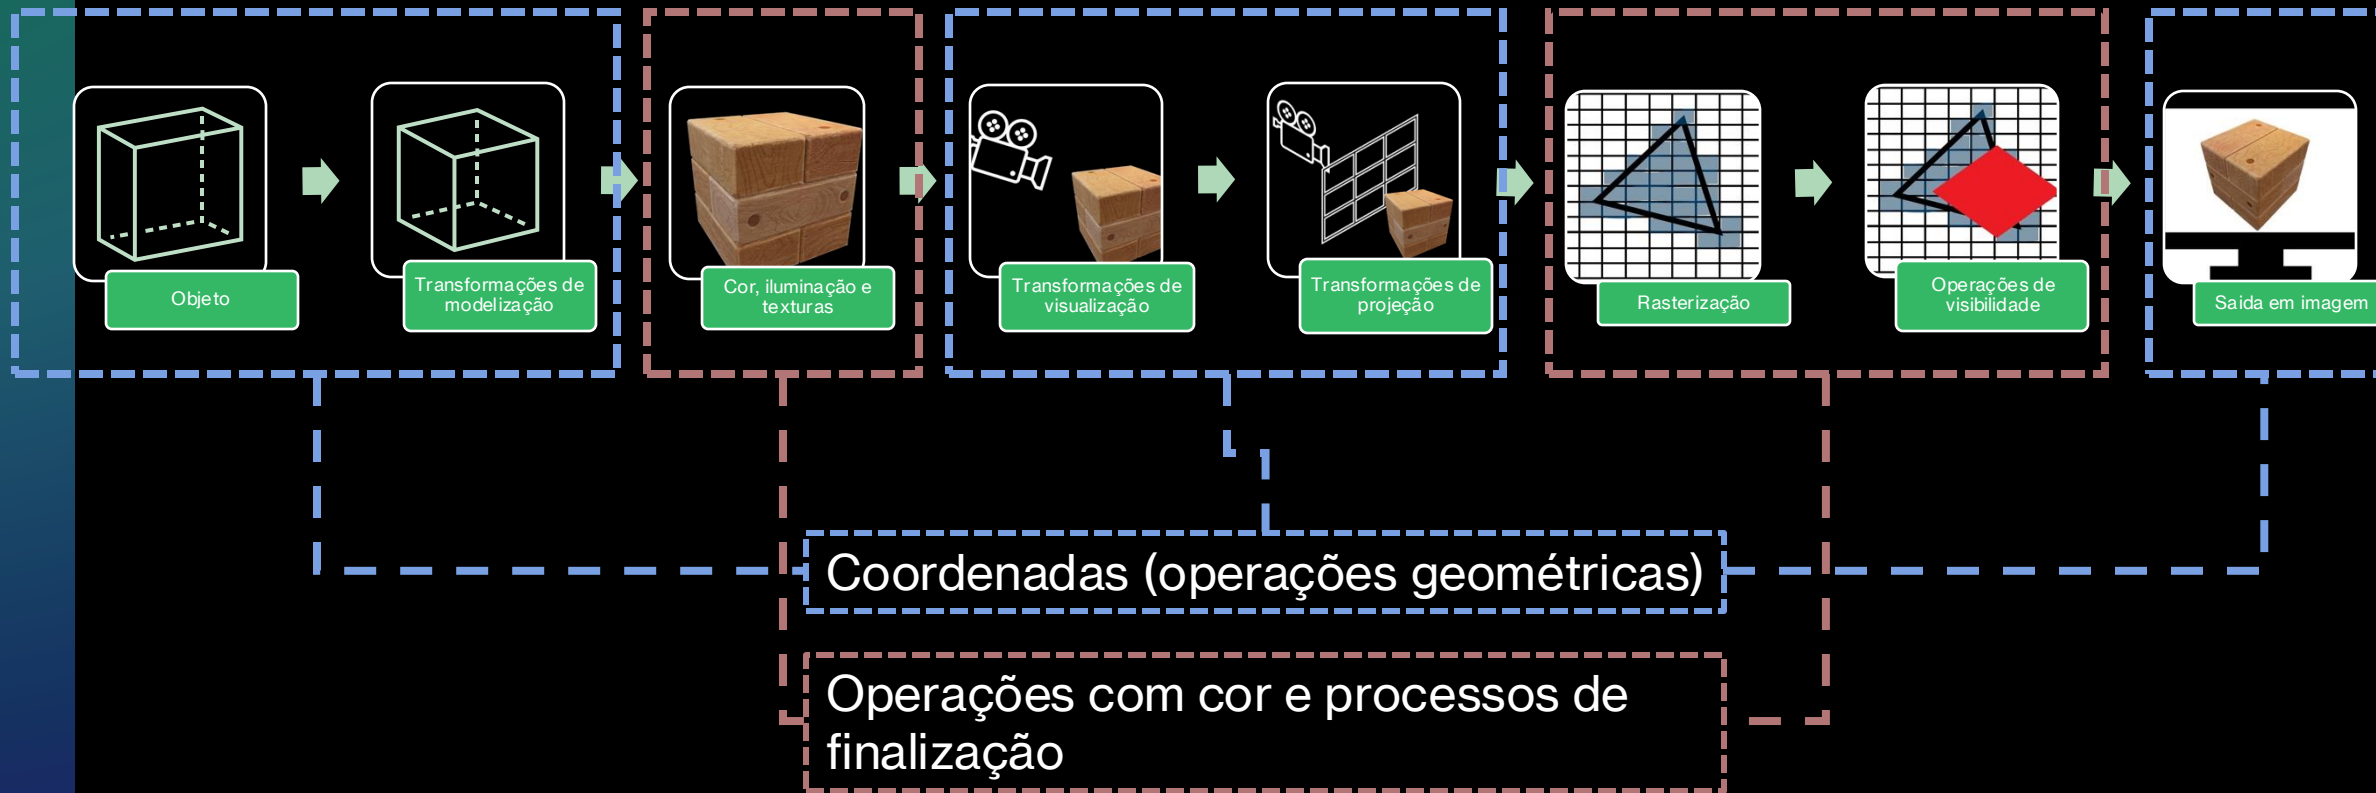 Objeto
Transformações de
modelização
Cor, iluminação e
texturas
Transformações de
visualização
Transformações de
projeção
Rasterização
Operações de
visibilidade
Saida em imagem
Coordenadas (operações geométricas)
Operações com cor e processos de
finalização